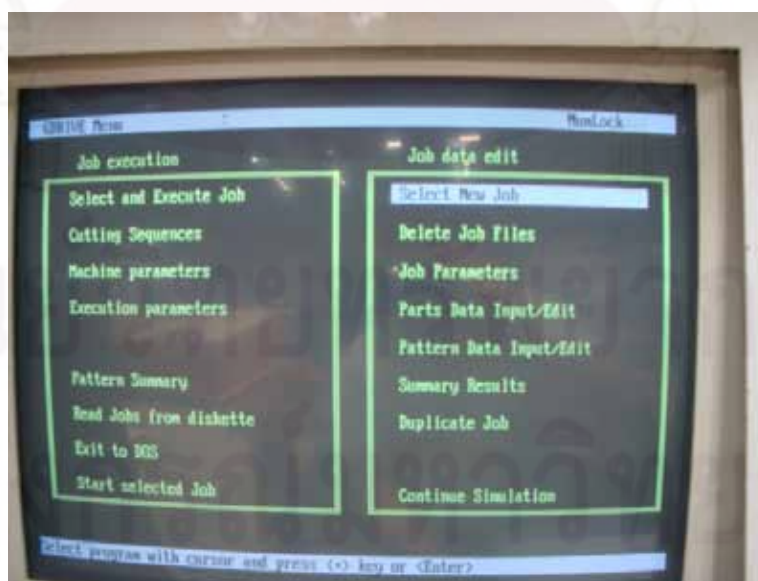 GDRIVE Menu NumLock
Job execution
Select and Execute Job
Cutting Sequences
Machine parameters
Execution parameters
Pattern Summary
Read Jobs from diskette
Exit to DOS
Start selected Job
Job data edit
Select New Job
Delete Job Files
Job Parameters
Parts Data Input/Edit
Pattern Data Input/Edit
Summary Results
Duplicate Job
Continue Simulation
Select program with cursor and press (+) key or <Enter>